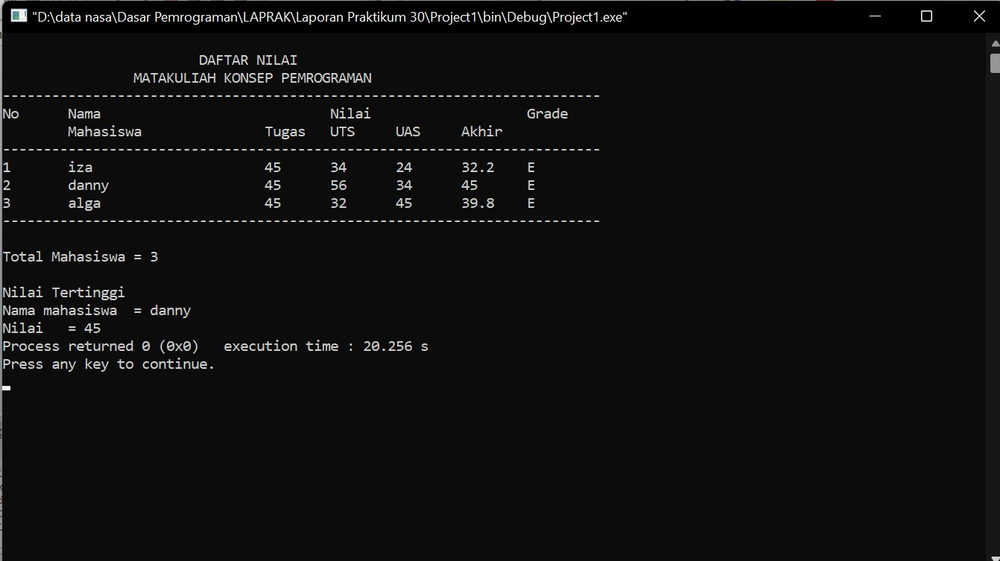 "D:\data nasa\Dasar Pemrograman\LAPRAK\Laporan Praktikum 30\Project1\bin\Debug\Project1.exe"
DAFTAR NILAI
MATAKULIAH KONSEP PEMROGRAMAN
-------------------------------------------------------------------------
No Nama Nilai Grade
Mahasiswa Tugas UTS UAS Akhir
-------------------------------------------------------------------------
1 iza 45 34 24 32.2 E
2 danny 45 56 34 45 E
3 alga 45 32 45 39.8 E
-------------------------------------------------------------------------
Total Mahasiswa = 3
Nilai Tertinggi
Nama mahasiswa = danny
Nilai = 45
Process returned 0 (0x0) execution time : 20.256 s
Press any key to continue.